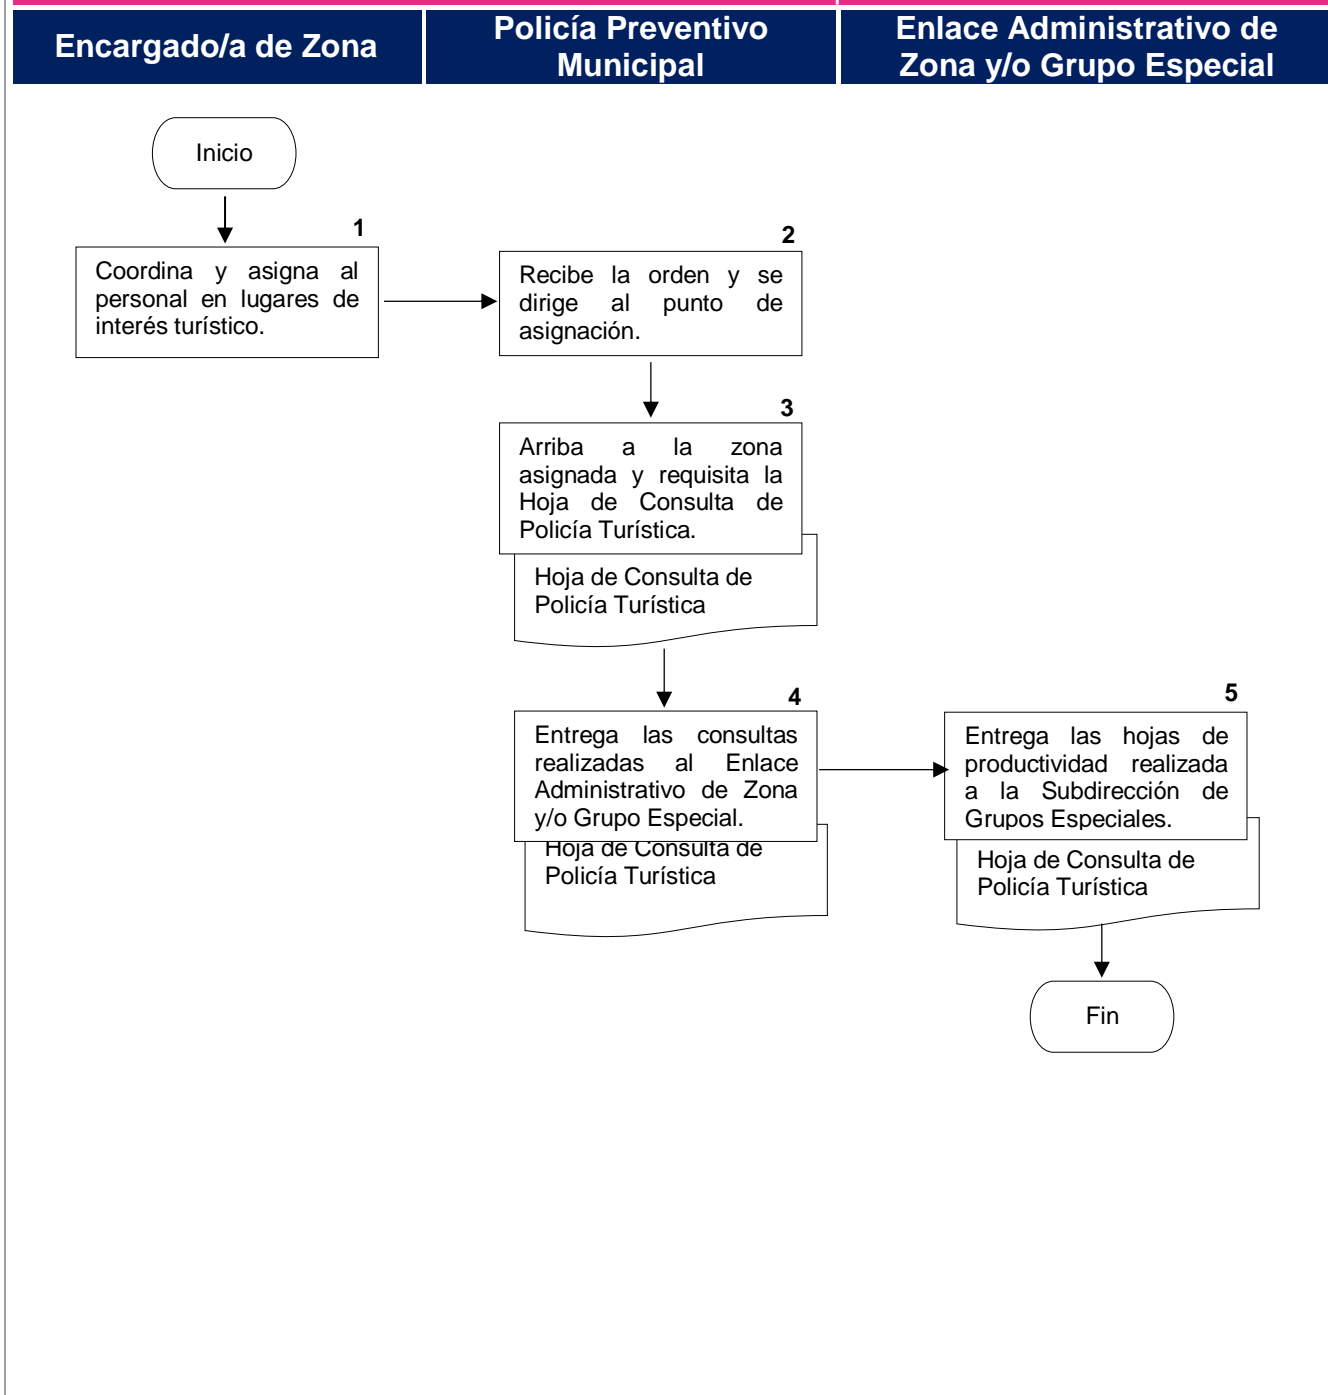 Encargado/a de Zona
Policía Preventivo
Municipal
Enlace Administrativo de
Zona y/o Grupo Especial
Inicio
1
Coordina y asigna al
personal en lugares de
interés turístico.
2
Recibe la orden y se
dirige al punto de
asignación.
3
Arriba a la zona
asignada y requisita la
Hoja de Consulta de
Policía Turística.
Hoja de Consulta de
Policía Turística
4
Entrega las consultas
realizadas al Enlace
Administrativo de Zona
y/o Grupo Especial.
Hoja de Consulta de
Policía Turística
5
Entrega las hojas de
productividad realizada
a la Subdirección de
Grupos Especiales.
Hoja de Consulta de
Policía Turística
Fin